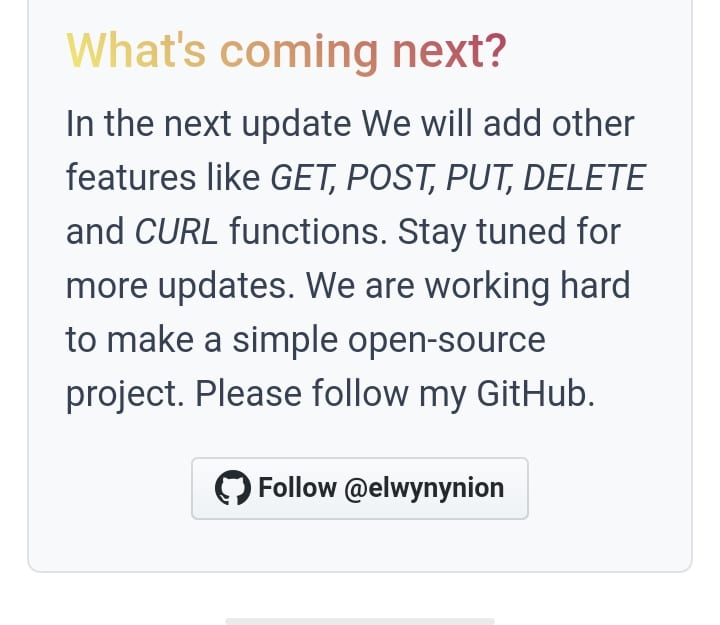 What's coming next?
In the next update We will add other
features like GET, POST, PUT, DELETE
and CURL functions. Stay tuned for
more updates. We are working hard
to make a simple open-source
project. Please follow my GitHub.
Follow @elwynynion